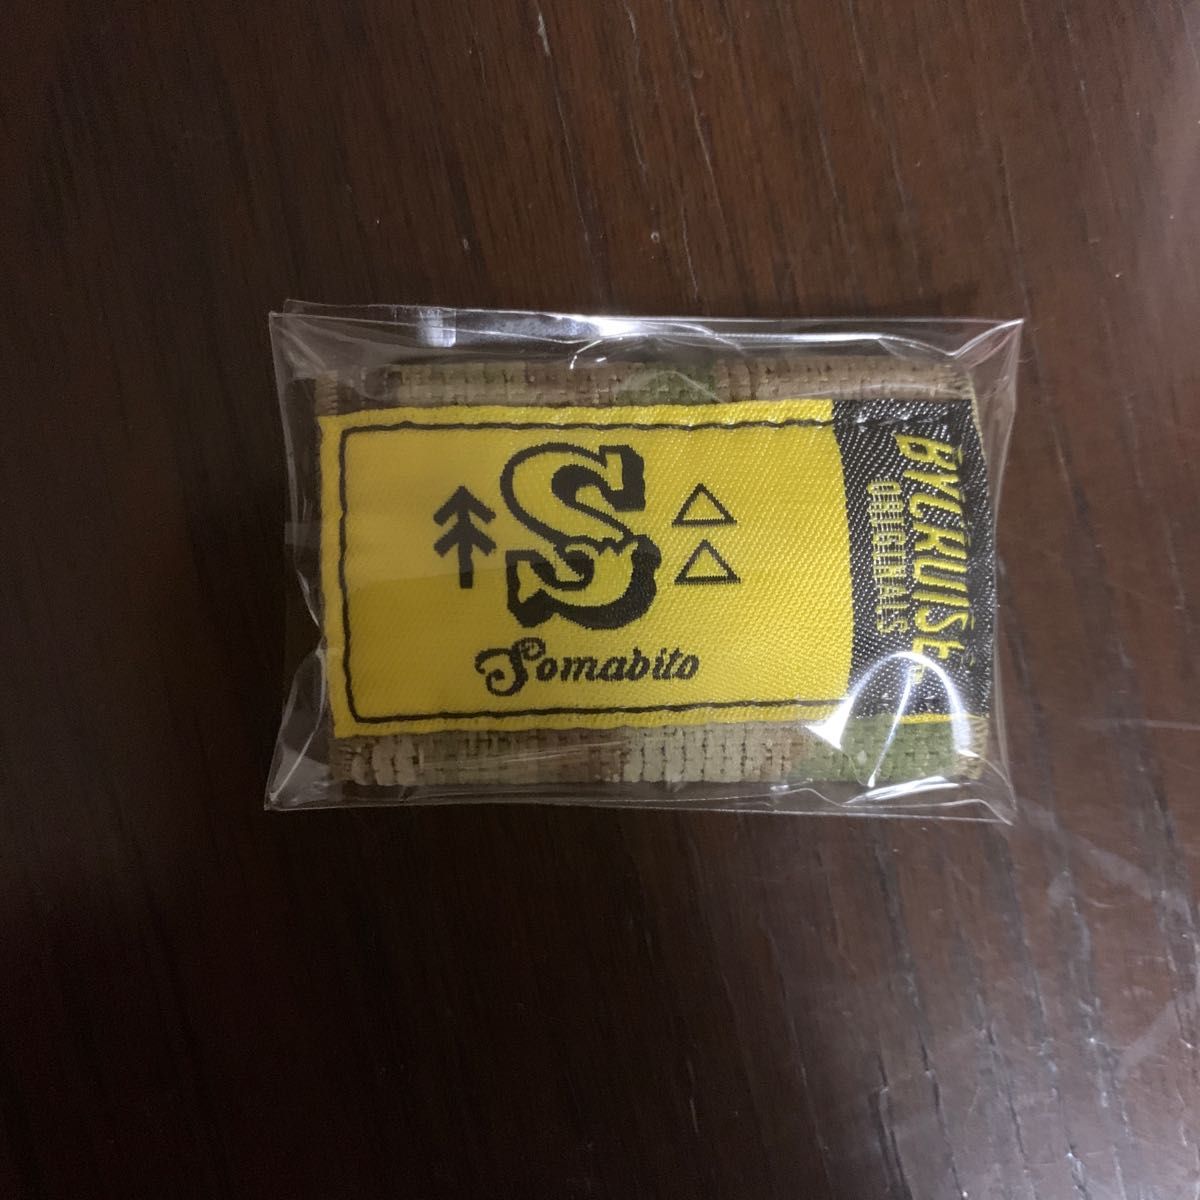 S
Somabito
BYCRUISE
ORIGINALS